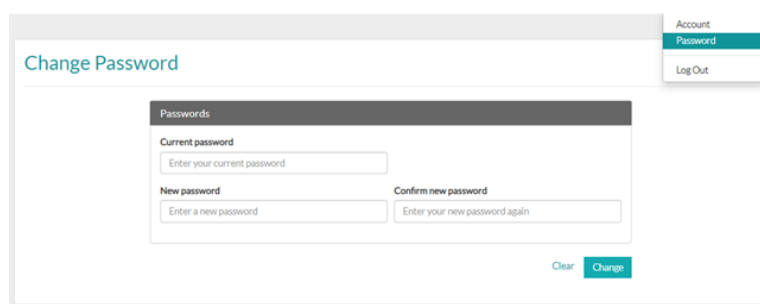 Account
Password
Log Out
Change Password
Passwords
Current password
Enter your current password
New password
Confirm new password
Enter a new password
Enter your new password again
Clear
Change